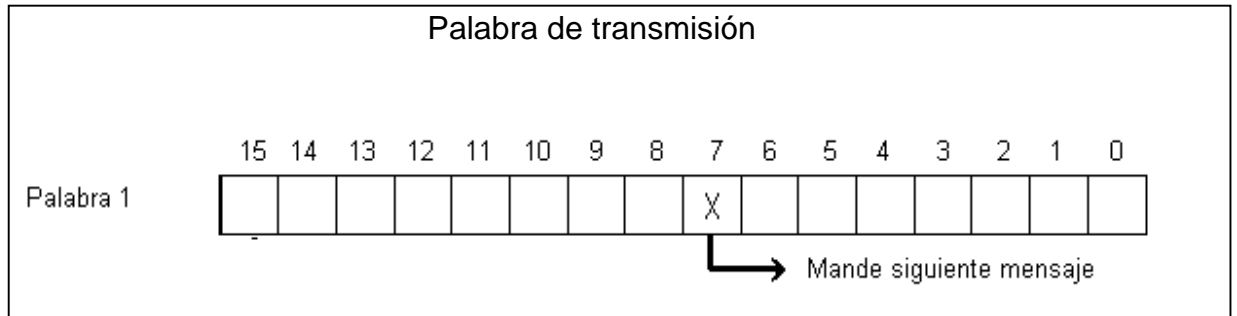 Palabra de transmisión
15 14 13 12 11 10 9 8 7 6 5 4 3 2 1 0
Palabra 1 X
Mande siguiente mensaje